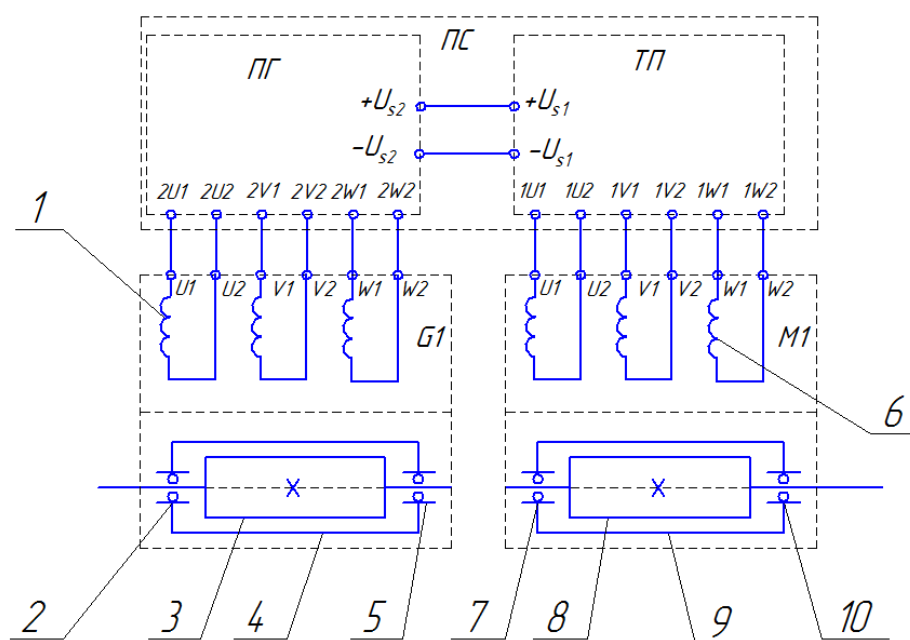 ПС
ПГ
ТП
+Us2
+Us1
−Us2
−Us1
2U1 2U2 2V1 2V2 2W1 2W2
1U1 1U2 1V1 1V2 1W1 1W2
1
U1 U2 V1 V2 W1 W2
U1 U2 V1 V2 W1 W2
G1
M1
6
2 3 4 5 7 8 9 10